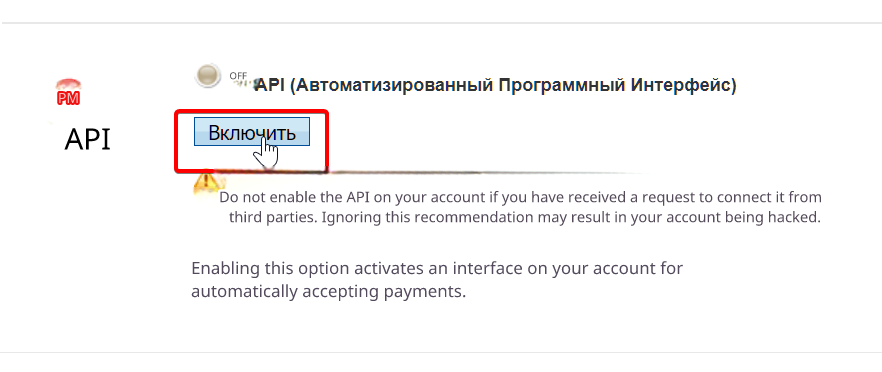 OFF
API (Автоматизированный Программный Интерфейс)
PM
API
Включить
Do not enable the API on your account if you have received a request to connect it from
third parties. Ignoring this recommendation may result in your account being hacked.
Enabling this option activates an interface on your account for
automatically accepting payments.